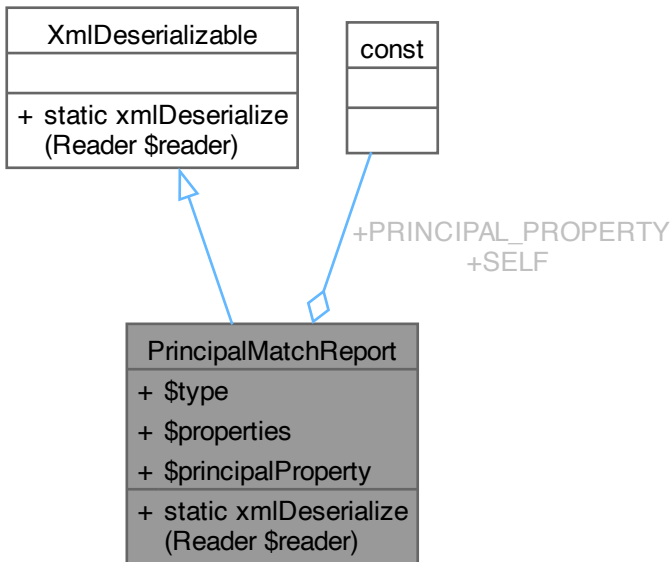 XmlDeserializable
+ static xmlDeserialize
(Reader $reader)
const
+PRINCIPAL_PROPERTY
+SELF
PrincipalMatchReport
+ $type
+ $properties
+ $principalProperty
+ static xmlDeserialize
(Reader $reader)